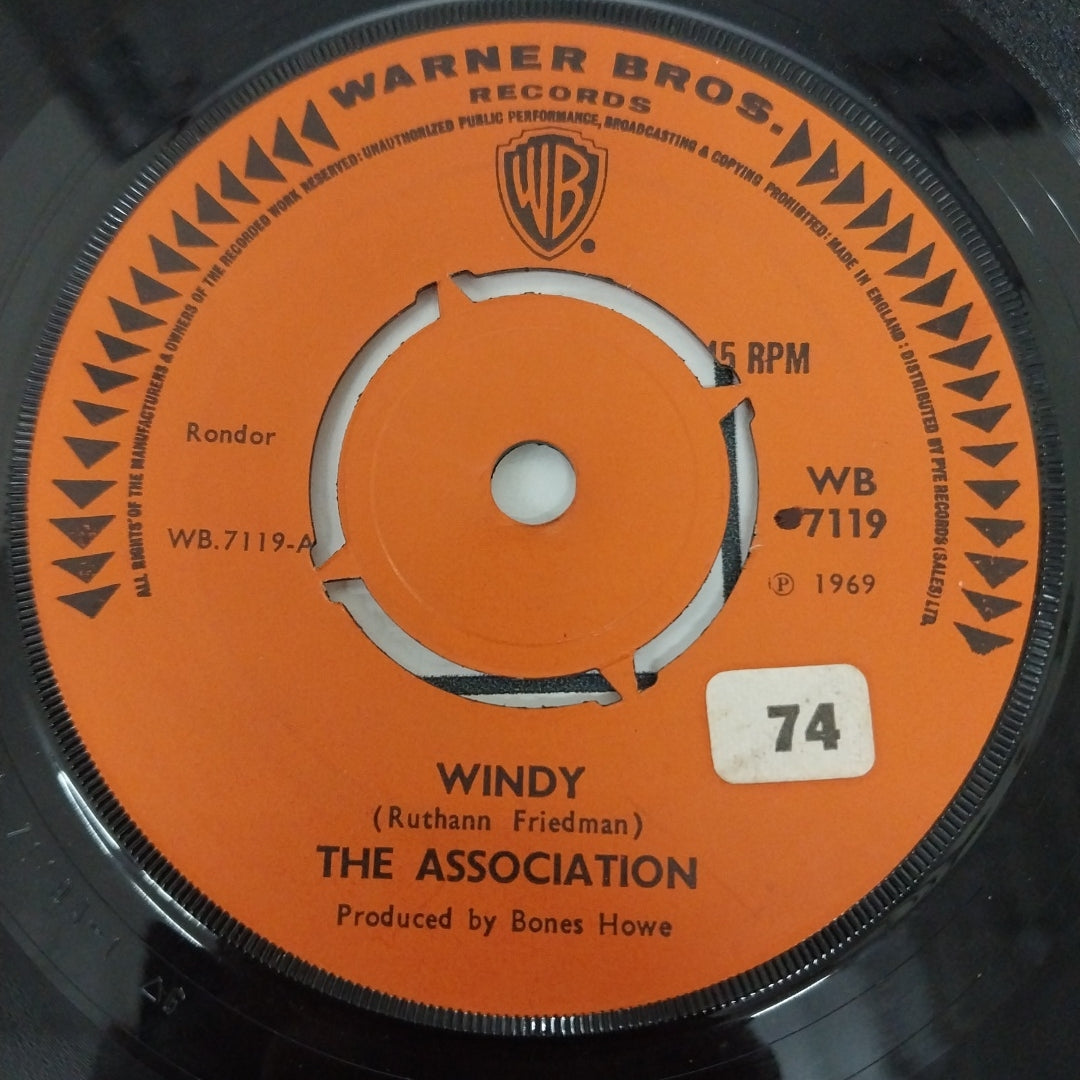 WARNER BROS.
RECORDS
ALL RIGHTS OF THE MANUFACTURERS & OWNERS OF THE RECORDED WORK RESERVED: UNAUTHORIZED PUBLIC PERFORMANCE, BROADCASTING & COPYING PROHIBITED: MADE IN ENGLAND: DISTRIBUTED BY PYE RECORDS (SALES) LTD.
WB
45 RPM
Rondor
WB
7119
WB.7119-A
℗ 1969
74
WINDY
(Ruthann Friedman)
THE ASSOCIATION
Produced by Bones Howe